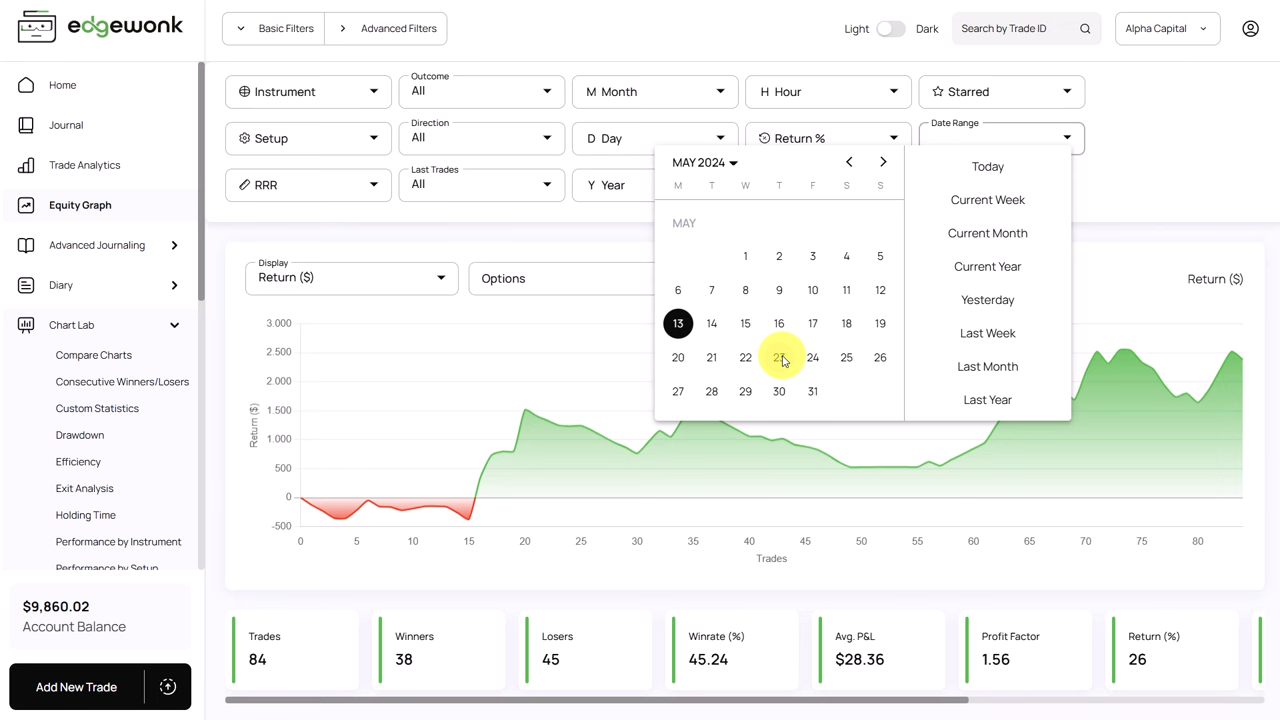 edgewonk
Basic Filters
Advanced Filters
Light
Dark
Search by Trade ID
Alpha Capital
Home
Journal
Trade Analytics
Equity Graph
Advanced Journaling
Diary
Chart Lab
Compare Charts
Consecutive Winners/Losers
Custom Statistics
Drawdown
Efficiency
Exit Analysis
Holding Time
Performance by Instrument
Performance by Setup
$9,860.02
Account Balance
Add New Trade
Instrument
Outcome
All
M Month
H Hour
Starred
Setup
Direction
All
D Day
Return %
Date Range
RRR
Last Trades
All
Y Year
MAY 2024
M T W T F S S
MAY
1 2 3 4 5
6 7 8 9 10 11 12
13 14 15 16 17 18 19
20 21 22 23 24 25 26
27 28 29 30 31
Today
Current Week
Current Month
Current Year
Yesterday
Last Week
Last Month
Last Year
Display
Return ($)
Options
Return ($)
Return ($)
3.000
2.500
2.000
1.500
1.000
500
0
-500
0 5 10 15 20 25 30 35 40 45 50 55 60 65 70 75 80
Trades
Trades
84
Winners
38
Losers
45
Winrate (%)
45.24
Avg. P&L
$28.36
Profit Factor
1.56
Return (%)
26